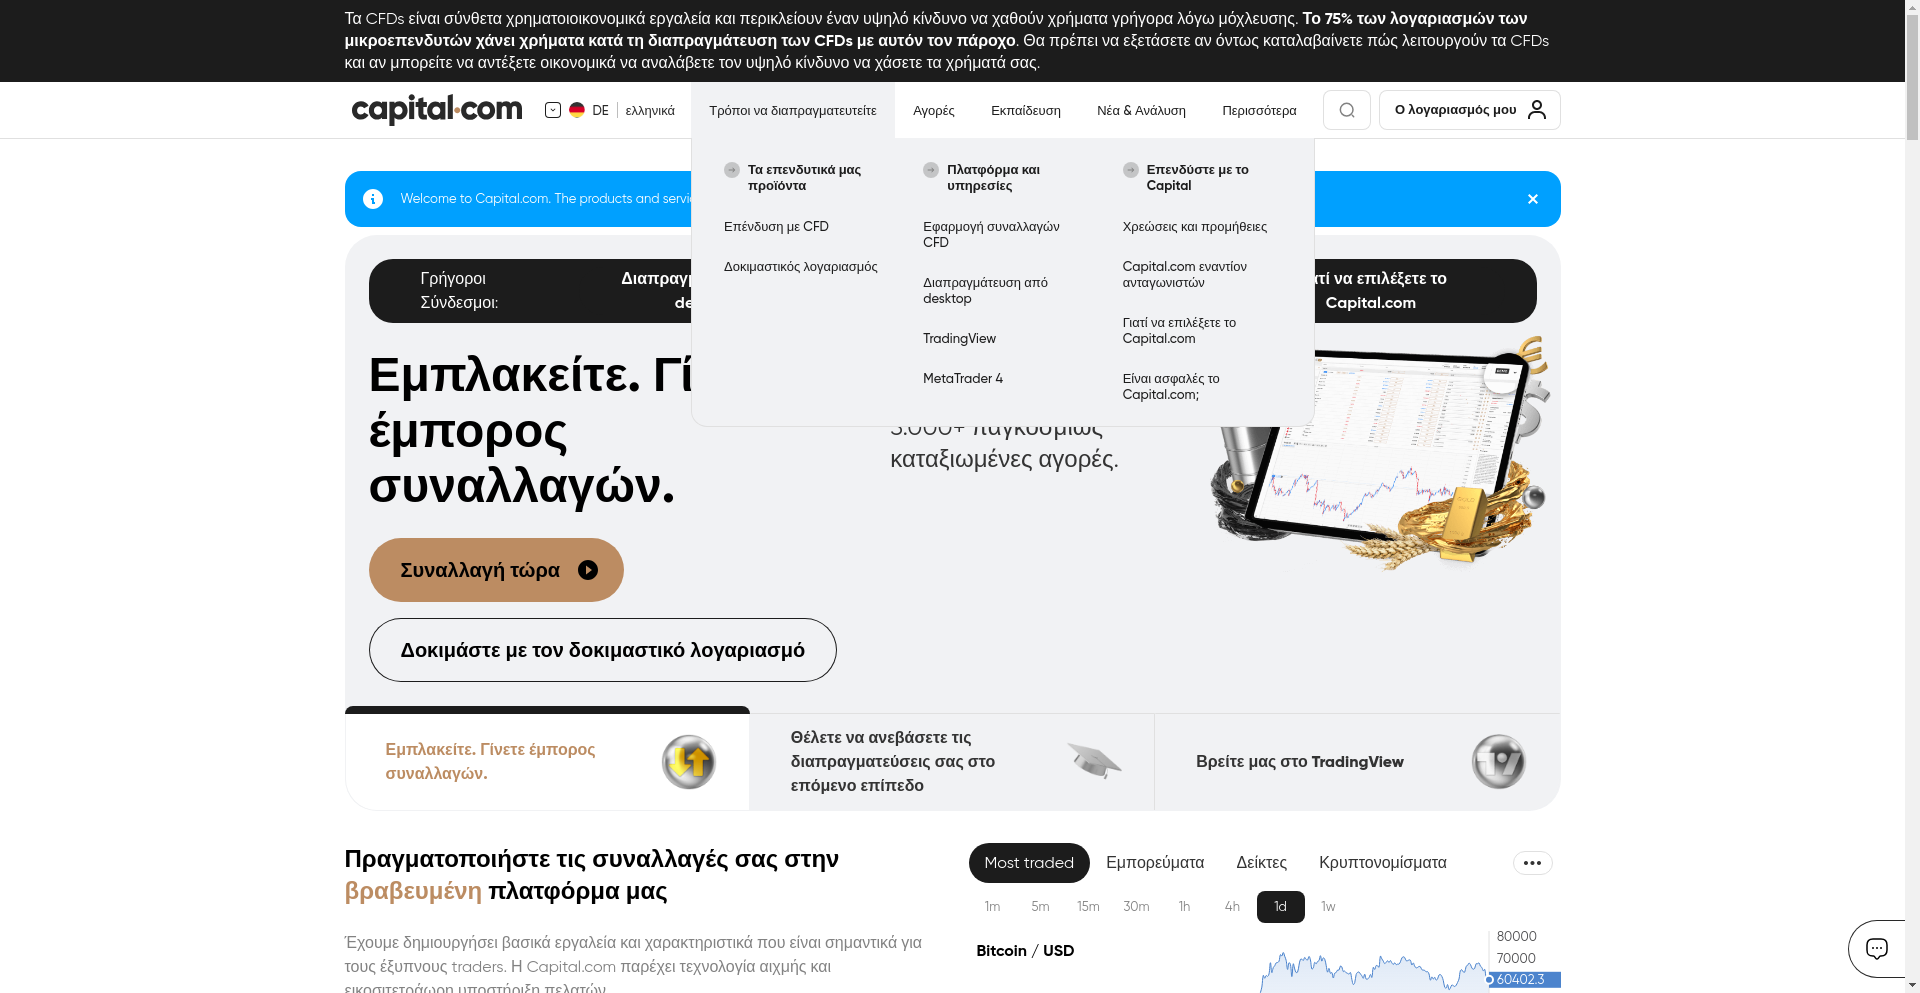 Τα CFDs είναι σύνθετα χρηματοιοικονομικά εργαλεία και περικλείουν έναν υψηλό κίνδυνο να χαθούν χρήματα γρήγορα λόγω μόχλευσης. Το 75% των λογαριασμών των
μικροεπενδυτών χάνει χρήματα κατά τη διαπραγμάτευση των CFDs με αυτόν τον πάροχο. Θα πρέπει να εξετάσετε αν όντως καταλαβαίνετε πώς λειτουργούν τα CFDs
και αν μπορείτε να αντέξετε οικονομικά να αναλάβετε τον υψηλό κίνδυνο να χάσετε τα χρήματά σας.
capital.com
DE
ελληνικά
Τρόποι να διαπραγματευτείτε
Αγορές
Εκπαίδευση
Νέα & Ανάλυση
Περισσότερα
Ο λογαριασμός μου
Τα επενδυτικά μας
προϊόντα
Επένδυση με CFD
Δοκιμαστικός λογαριασμός
Πλατφόρμα και
υπηρεσίες
Εφαρμογή συναλλαγών
CFD
Διαπραγμάτευση από
desktop
TradingView
MetaTrader 4
Επενδύστε με το
Capital
Χρεώσεις και προμήθειες
Capital.com εναντίον
ανταγωνιστών
Γιατί να επιλέξετε το
Capital.com
Είναι ασφαλές το
Capital.com;
Welcome to Capital.com. The products and servi
Γρήγοροι
Σύνδεσμοι:
Διαπραγμ
de
ατί να επιλέξετε το
Capital.com
Εμπλακείτε. Γί
έμπορος
συναλλαγών.
3.000+ παγκοσμίως
καταξιωμένες αγορές.
Συναλλαγή τώρα
Δοκιμάστε με τον δοκιμαστικό λογαριασμό
Εμπλακείτε. Γίνετε έμπορος
συναλλαγών.
Θέλετε να ανεβάσετε τις
διαπραγματεύσεις σας στο
επόμενο επίπεδο
Βρείτε μας στο TradingView
Πραγματοποιήστε τις συναλλαγές σας στην
βραβευμένη πλατφόρμα μας
Έχουμε δημιουργήσει βασικά εργαλεία και χαρακτηριστικά που είναι σημαντικά για
τους έξυπνους traders. Η Capital.com παρέχει τεχνολογία αιχμής και
εικοσιτετράωρη υποστήριξη πελατών
Most traded
Εμπορεύματα
Δείκτες
Κρυπτονομίσματα
1m
5m
15m
30m
1h
4h
1d
1w
Bitcoin / USD
80000
70000
60402.3